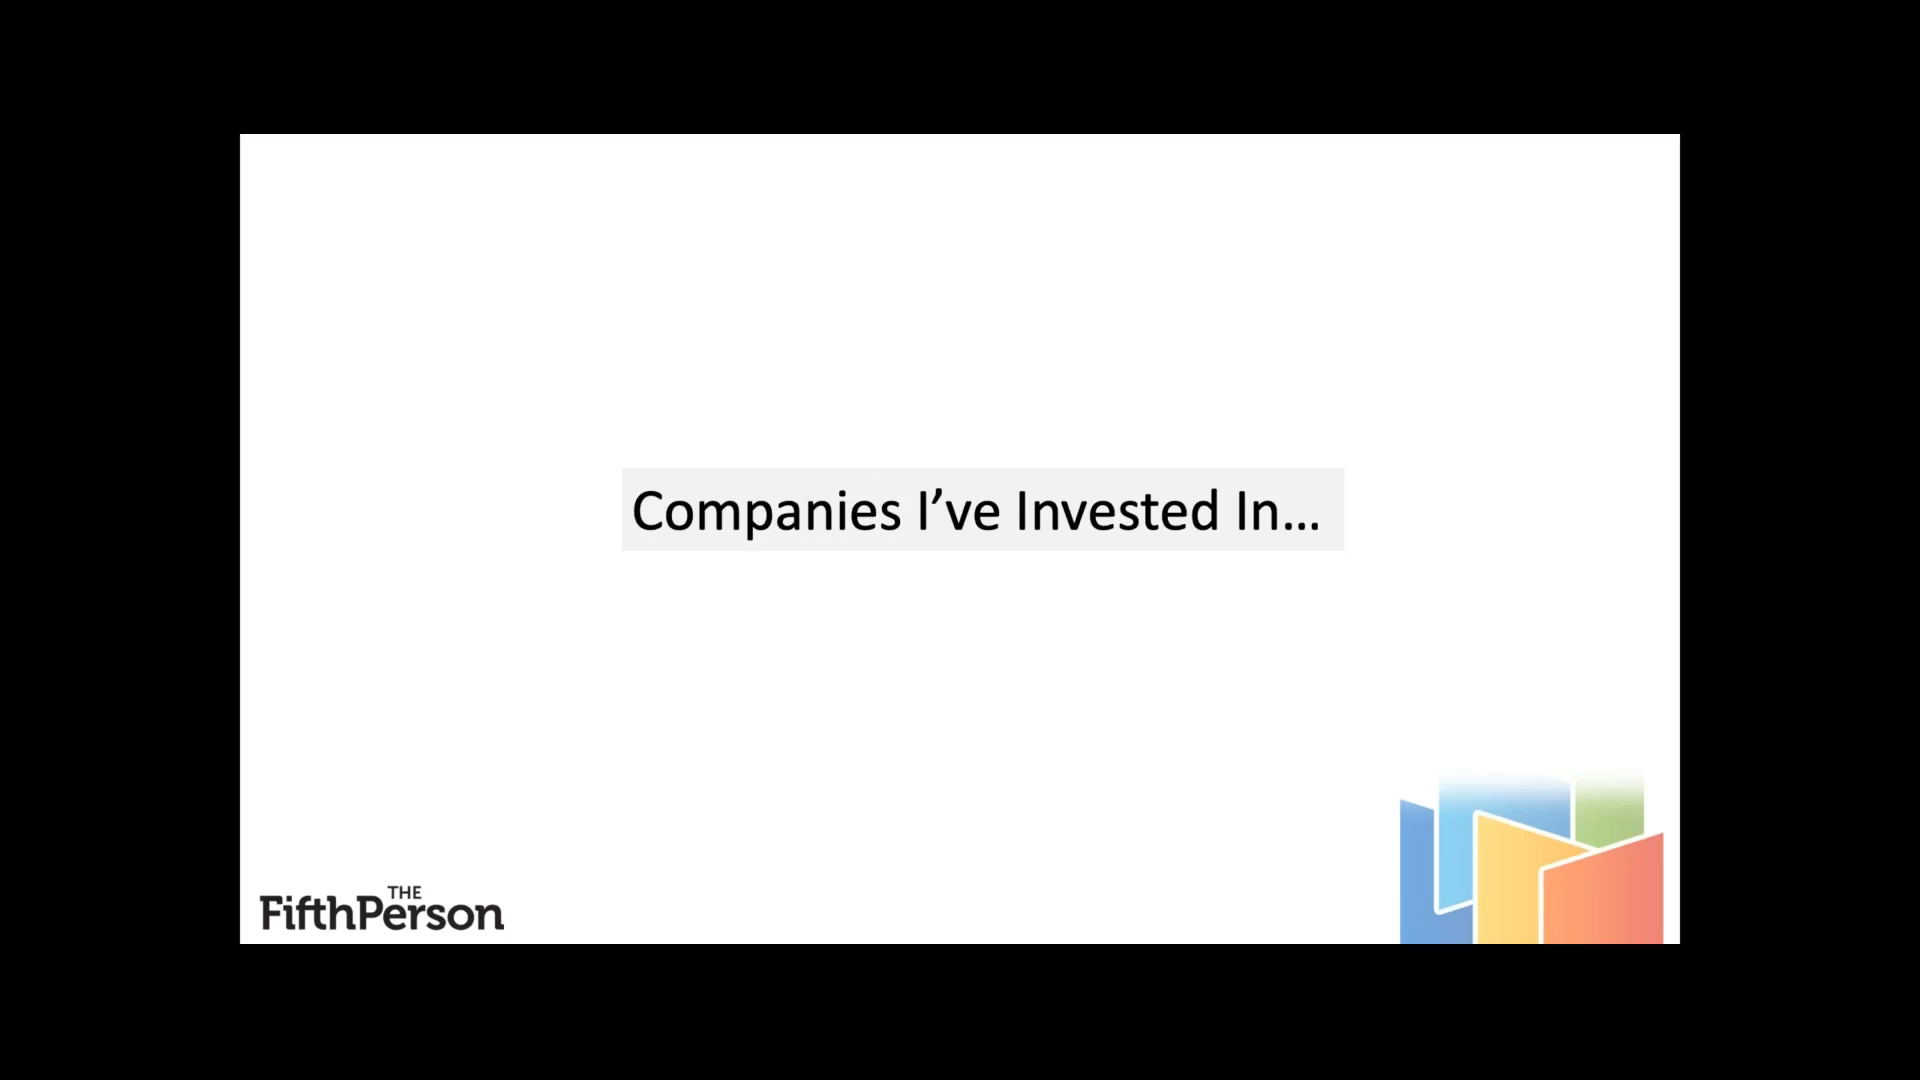 Companies I’ve Invested In…
THE
FifthPerson